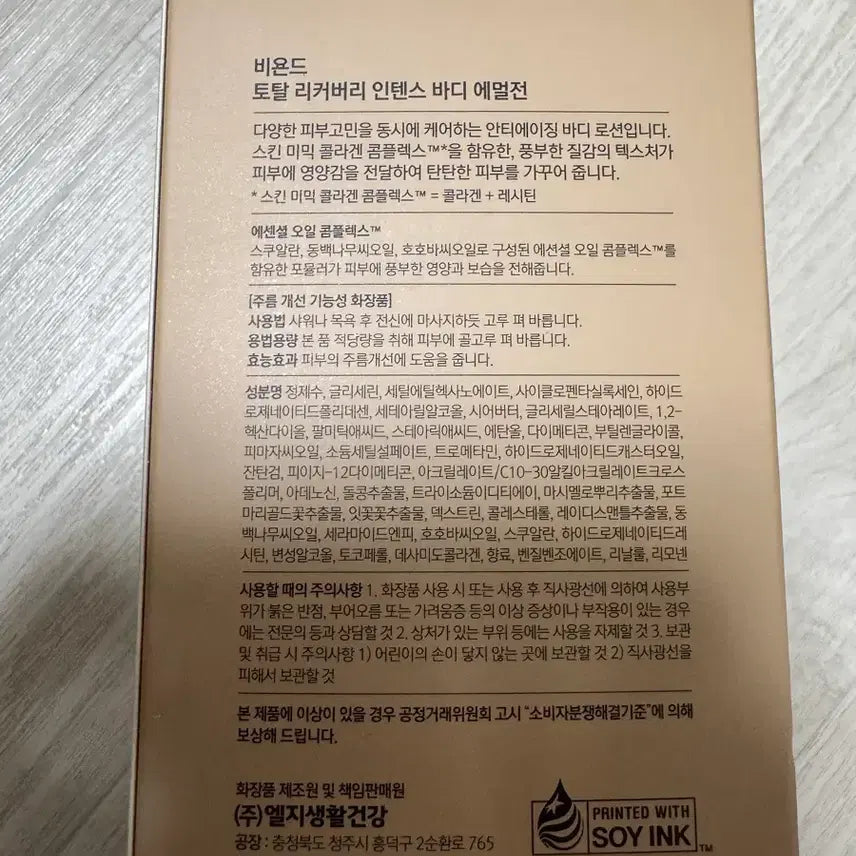 비욘드
토탈 리커버리 인텐스 바디 에멀전
다양한 피부고민을 동시에 케어하는 안티에이징 바디 로션입니다.
스킨 미믹 콜라겐 콤플렉스™*을 함유한, 풍부한 질감의 텍스처가
피부에 영양감을 전달하여 탄탄한 피부를 가꾸어 줍니다.
* 스킨 미믹 콜라겐 콤플렉스™ = 콜라겐 + 레시틴
에센셜 오일 콤플렉스™
스쿠알란, 동백나무씨오일, 호호바씨오일로 구성된 에션셜 오일 콤플렉스™를
함유한 포뮬러가 피부에 풍부한 영양과 보습을 전해줍니다.
[주름 개선 기능성 화장품]
사용법 샤워나 목욕 후 전신에 마사지하듯 고루 펴 바릅니다.
용법용량 본 품 적당량을 취해 피부에 골고루 펴 바릅니다.
효능효과 피부의 주름개선에 도움을 줍니다.
성분명 정제수, 글리세린, 세틸에틸헥사노에이트, 사이클로펜타실록세인, 하이드
로제네이티드폴리데센, 세테아릴알코올, 시어버터, 글리세릴스테아레이트, 1,2-
헥산다이올, 팔미틱애씨드, 스테아릭애씨드, 에탄올, 다이메티콘, 부틸렌글라이콜,
피마자씨오일, 소듐세틸설페이트, 트로메타민, 하이드로제네이티드캐스터오일,
잔탄검, 피이지-12다이메티콘, 아크릴레이트/C10-30알킬아크릴레이트크로스
폴리머, 아데노신, 돌콩추출물, 트라이소듐이디티에이, 마시멜로뿌리추출물, 포트
마리골드꽃추출물, 잇꽃꽃추출물, 덱스트린, 콜레스테롤, 레이디스맨틀추출물, 동
백나무씨오일, 세라마이드엔피, 호호바씨오일, 스쿠알란, 하이드로제네이티드레
시틴, 변성알코올, 토코페롤, 데사미도콜라겐, 향료, 벤질벤조에이트, 리날룰, 리모넨
사용할 때의 주의사항 1. 화장품 사용 시 또는 사용 후 직사광선에 의하여 사용부
위가 붉은 반점, 부어오름 또는 가려움증 등의 이상 증상이나 부작용이 있는 경우
에는 전문의 등과 상담할 것 2. 상처가 있는 부위 등에는 사용을 자제할 것 3. 보관
및 취급 시 주의사항 1) 어린이의 손이 닿지 않는 곳에 보관할 것 2) 직사광선을
피해서 보관할 것
본 제품에 이상이 있을 경우 공정거래위원회 고시 "소비자분쟁해결기준"에 의해
보상해 드립니다.
화장품 제조원 및 책임판매원
(주)엘지생활건강
공장 : 충청북도 청주시 흥덕구 2순환로 765
PRINTED WITH
SOY INK™